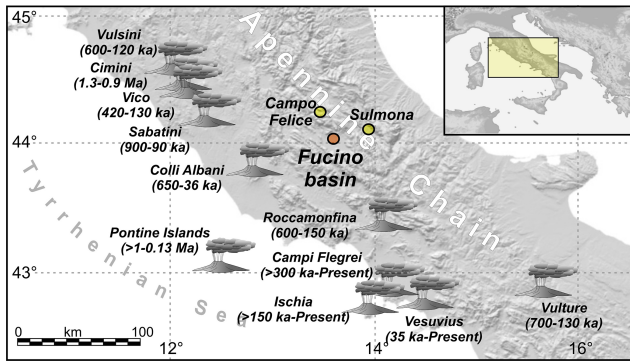 45°
Vulsini
(600-120 ka)
Cimini
(1.3-0.9 Ma)
Vico
(420-130 ka)
Sabatini
(900-90 ka)
Colli Albani
(650-36 ka)
Apennine Chain
Campo
Felice
Sulmona
44°
Fucino
basin
Tyrrhenian Sea
Roccamonfina
(600-150 ka)
Pontine Islands
(>1-0.13 Ma)
Campi Flegrei
(>300 ka-Present)
43°
Ischia
(>150 ka-Present)
Vesuvius
(35 ka-Present)
Vulture
(700-130 ka)
0 km 100
12° 14° 16°